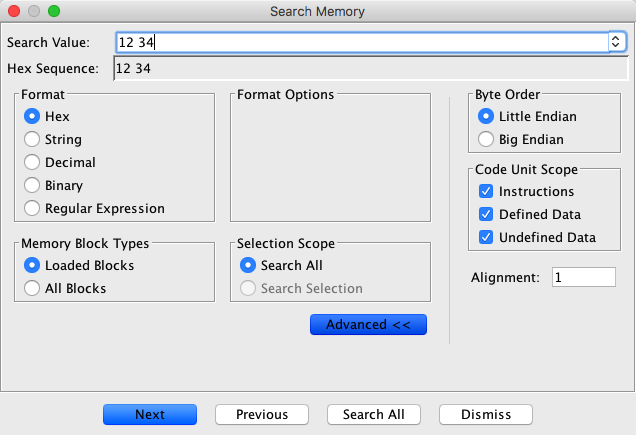 Search Memory
Search Value: 12 34
Hex Sequence: 12 34
Format
Hex
String
Decimal
Binary
Regular Expression
Format Options
Byte Order
Little Endian
Big Endian
Code Unit Scope
Instructions
Defined Data
Undefined Data
Memory Block Types
Loaded Blocks
All Blocks
Selection Scope
Search All
Search Selection
Alignment: 1
Advanced <<
Next Previous Search All Dismiss